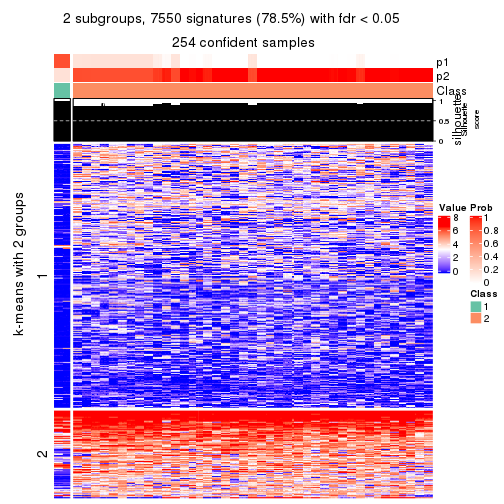 2 subgroups, 7550 signatures (78.5%) with fdr < 0.05
254 confident samples
p1
p2
Class
1
0.5
0
silhouette
Silhouette
score
k-means with 2 groups
1
2
Value
8
6
4
2
0
Prob
1
0.8
0.6
0.4
0.2
0
Class
1
2